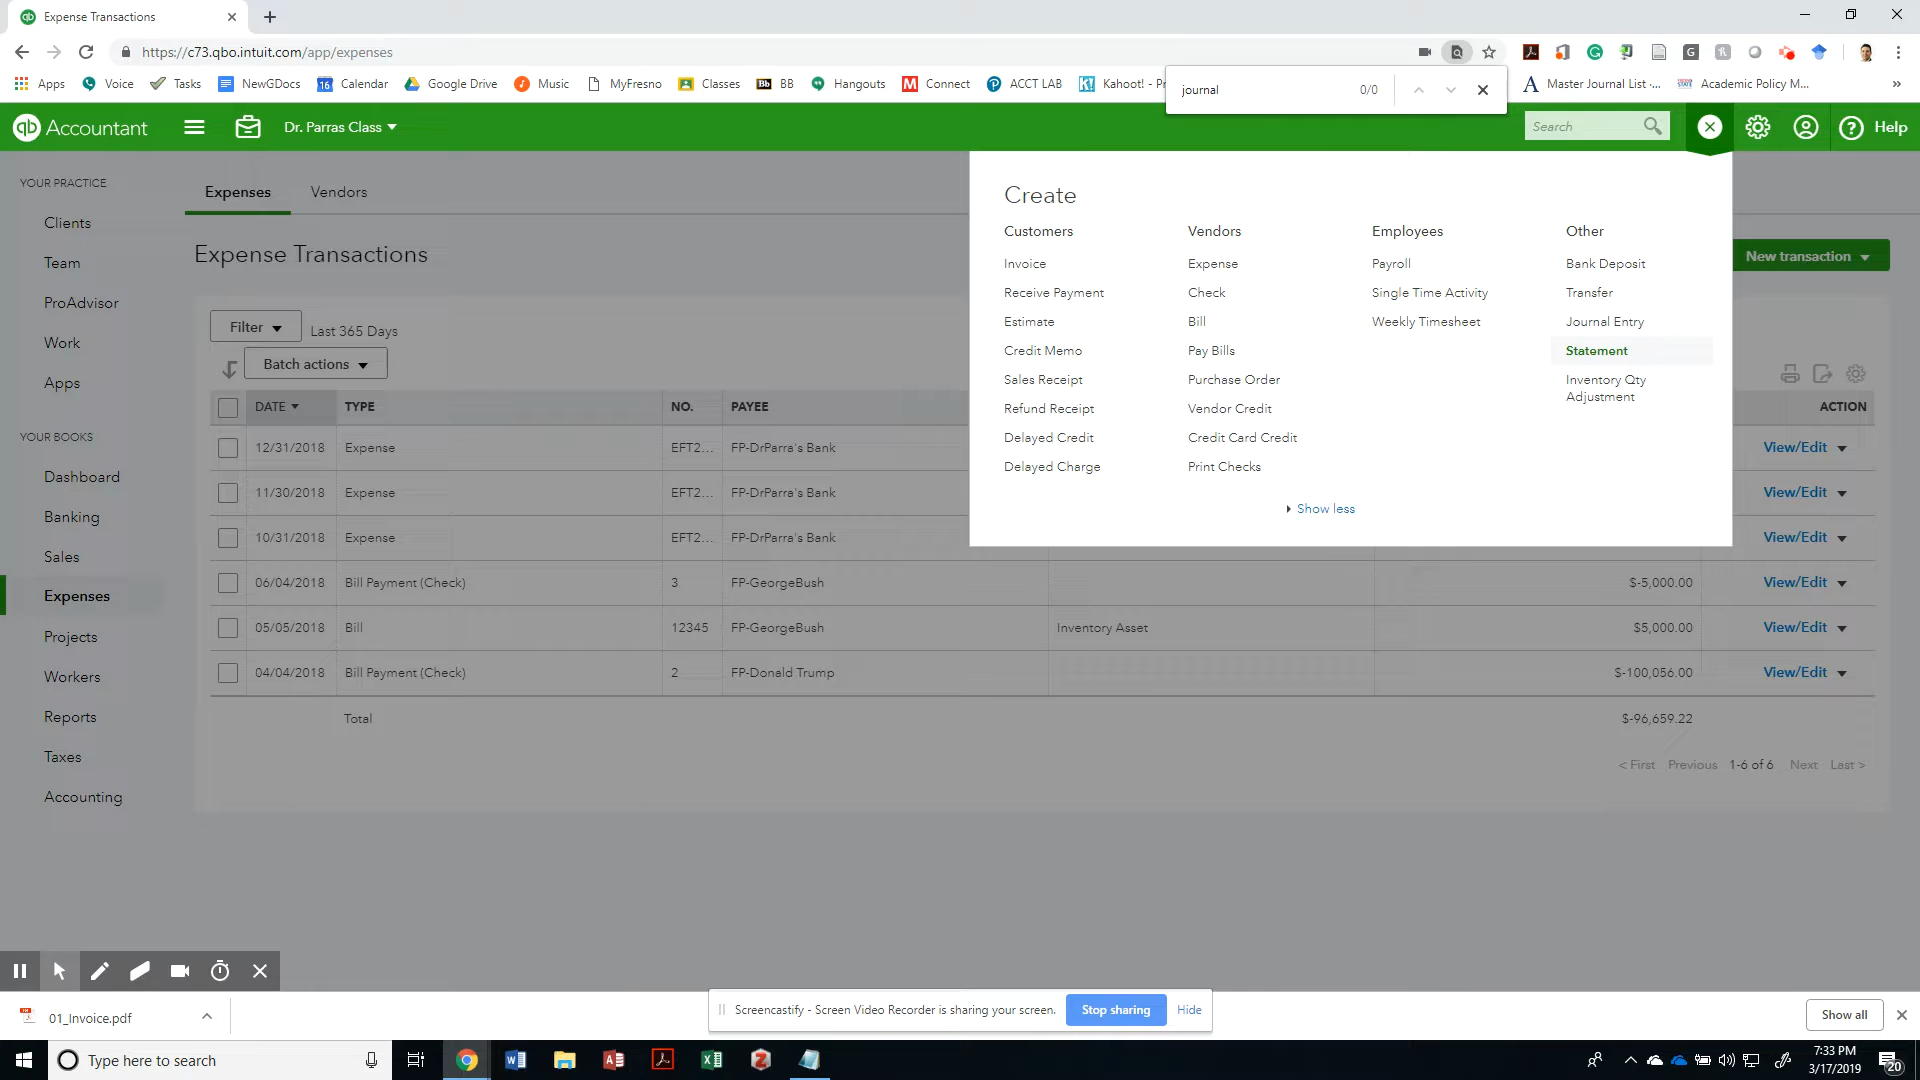 Expense Transactions
https://c73.qbo.intuit.com/app/expenses
Apps Voice Tasks NewGDocs Calendar Google Drive Music MyFresno Classes BB Hangouts Connect ACCT LAB Kahoot! - Pr Master Journal List -... Academic Policy M...
journal 0/0
qb Accountant Dr. Parras Class Search Help
YOUR PRACTICE
Clients
Team
ProAdvisor
Work
Apps
YOUR BOOKS
Dashboard
Banking
Sales
Expenses
Projects
Workers
Reports
Taxes
Accounting
Expenses Vendors
Expense Transactions
New transaction
Filter Last 365 Days
Batch actions
DATE TYPE NO. PAYEE ACTION
12/31/2018 Expense EFT2... FP-DrParra's Bank View/Edit
11/30/2018 Expense EFT2... FP-DrParra's Bank View/Edit
10/31/2018 Expense EFT2... FP-DrParra's Bank View/Edit
06/04/2018 Bill Payment (Check) 3 FP-GeorgeBush $-5,000.00 View/Edit
05/05/2018 Bill 12345 FP-GeorgeBush Inventory Asset $5,000.00 View/Edit
04/04/2018 Bill Payment (Check) 2 FP-Donald Trump $-100,056.00 View/Edit
Total $-96,659.22
< First Previous 1-6 of 6 Next Last >
Create
Customers
Invoice
Receive Payment
Estimate
Credit Memo
Sales Receipt
Refund Receipt
Delayed Credit
Delayed Charge
Vendors
Expense
Check
Bill
Pay Bills
Purchase Order
Vendor Credit
Credit Card Credit
Print Checks
Employees
Payroll
Single Time Activity
Weekly Timesheet
Other
Bank Deposit
Transfer
Journal Entry
Statement
Inventory Qty
Adjustment
Show less
01_Invoice.pdf
Screencastify - Screen Video Recorder is sharing your screen. Stop sharing Hide
Show all
Type here to search
7:33 PM
3/17/2019
20